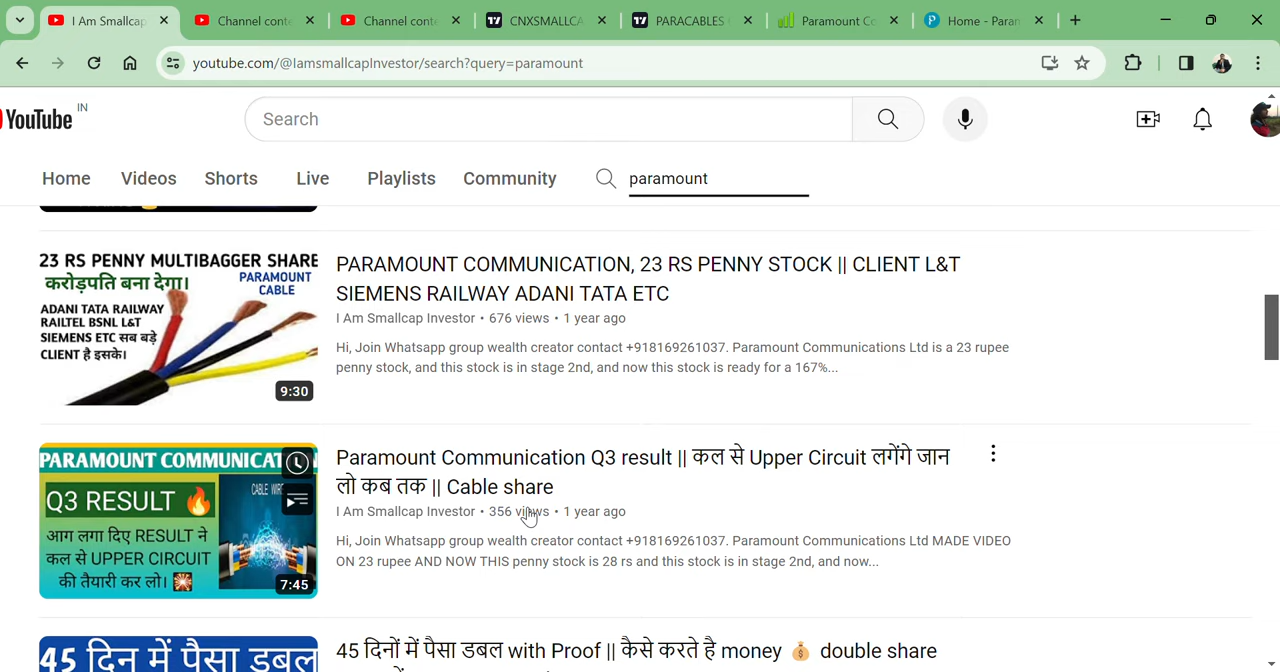 I Am Smallcap
Channel conte
Channel conte
CNXSMALLCA
PARACABLES
Paramount Co
Home - Param
youtube.com/@IamsmallcapInvestor/search?query=paramount
YouTube IN
Search
Home Videos Shorts Live Playlists Community paramount
23 RS PENNY MULTIBAGGER SHARE
करोड़पति बना देगा।
PARAMOUNT
CABLE
ADANI TATA RAILWAY
RAILTEL BSNL L&T
SIEMENS ETC सब बड़े
CLIENT है इसके।
9:30
PARAMOUNT COMMUNICATION, 23 RS PENNY STOCK || CLIENT L&T
SIEMENS RAILWAY ADANI TATA ETC
I Am Smallcap Investor • 676 views • 1 year ago
Hi, Join Whatsapp group wealth creator contact +918169261037. Paramount Communications Ltd is a 23 rupee
penny stock, and this stock is in stage 2nd, and now this stock is ready for a 167%...
PARAMOUNT COMMUNICAT
Q3 RESULT 🔥
CABLE WIR
आग लगा दिए RESULT ने
कल से UPPER CIRCUIT
की तैयारी कर लो। 💥
7:45
Paramount Communication Q3 result || कल से Upper Circuit लगेंगे जान
लो कब तक || Cable share
I Am Smallcap Investor • 356 views • 1 year ago
Hi, Join Whatsapp group wealth creator contact +918169261037. Paramount Communications Ltd MADE VIDEO
ON 23 rupee AND NOW THIS penny stock is 28 rs and this stock is in stage 2nd, and now...
45 दिन में पैसा डबल
45 दिनों में पैसा डबल with Proof || कैसे करते है money 💰 double share